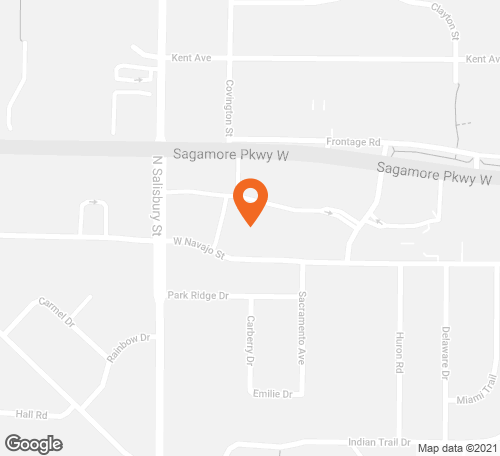 Clayton St
Kent Ave
Kent Ave
Covington St
Frontage Rd
Sagamore Pkwy W
Sagamore Pkwy W
N Salisbury St
W Navajo St
Park Ridge Dr
Carmel Dr
Rainbow Dr
Carberry Dr
Sacramento Ave
Huron Rd
Delaware Dr
Miami Trail
Emilie Dr
Hall Rd
Indian Trail Dr
Google
Map data ©2021